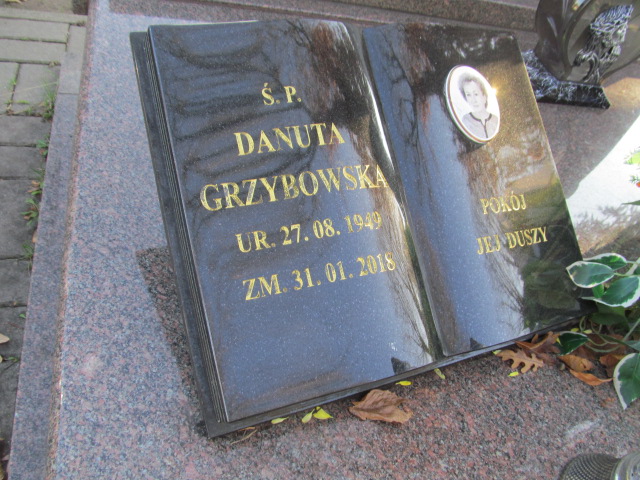 Ś. P.
DANUTA
GRZYBOWSKA
UR. 27. 08. 1949
ZM. 31. 01. 2018
POKÓJ
JEJ DUSZY